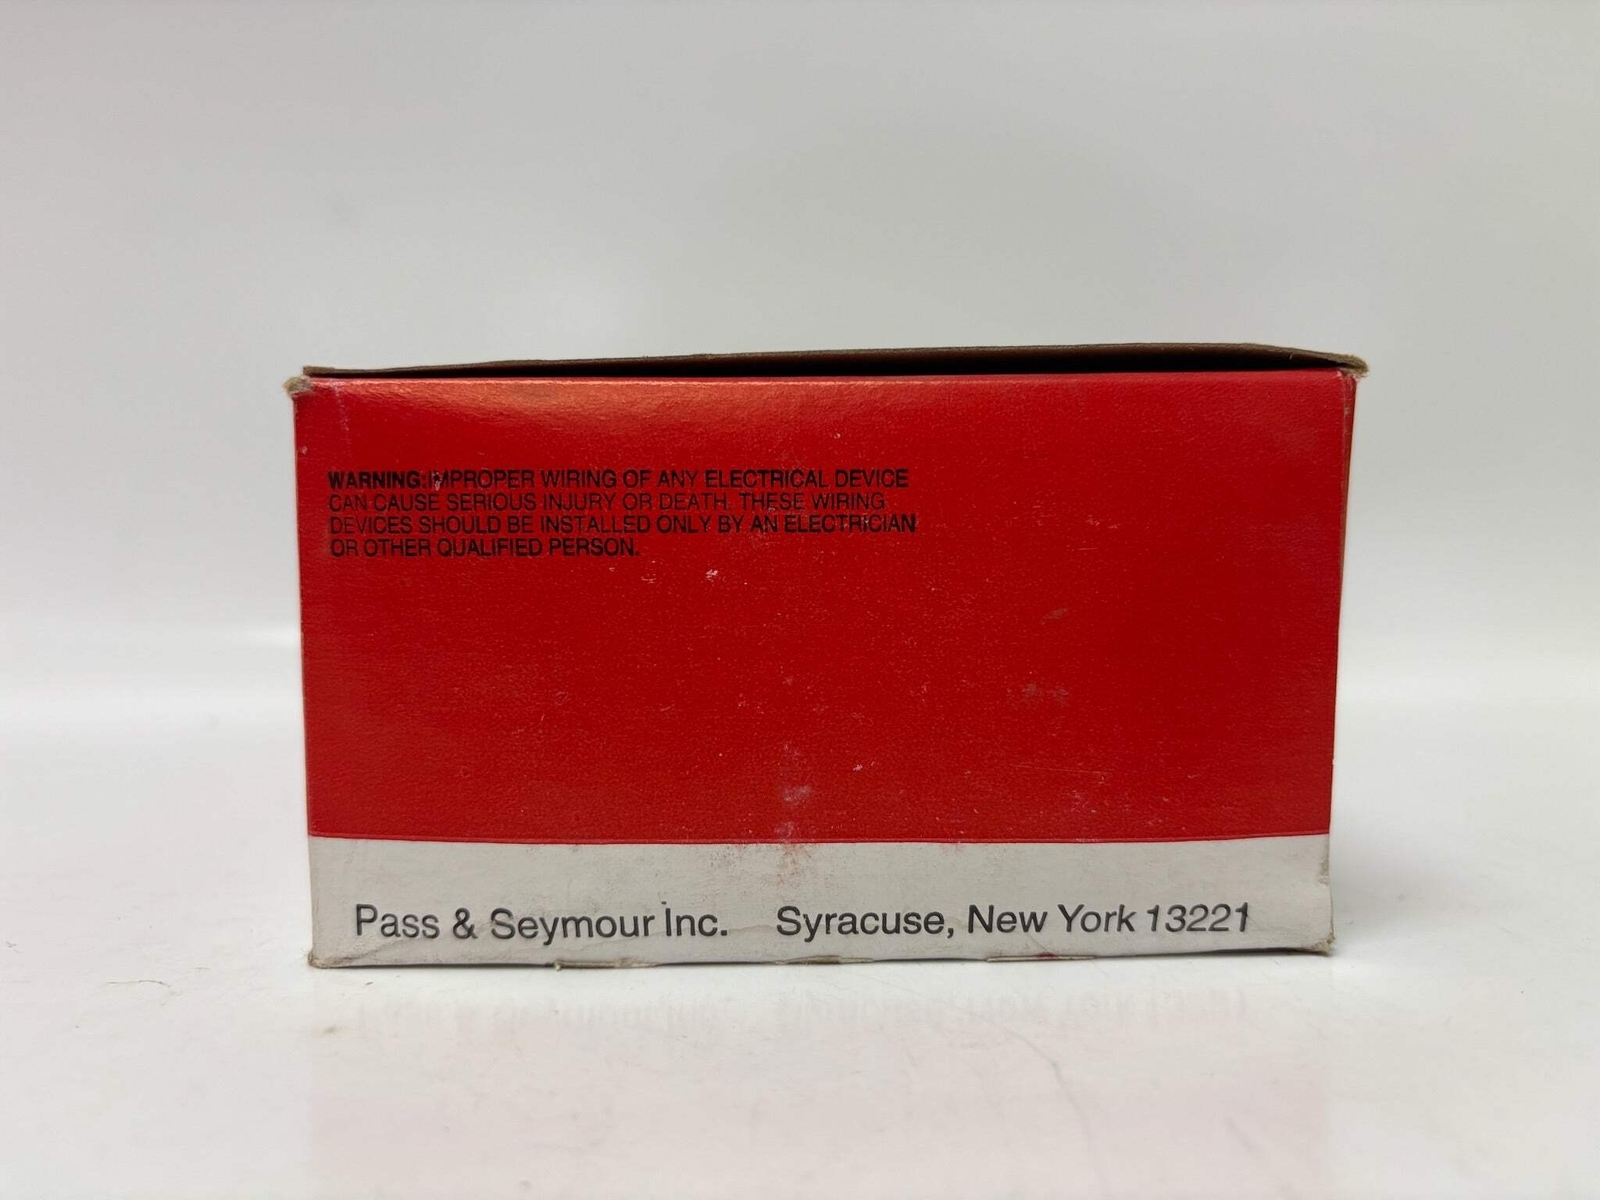 WARNING: IMPROPER WIRING OF ANY ELECTRICAL DEVICE
CAN CAUSE SERIOUS INJURY OR DEATH. THESE WIRING
DEVICES SHOULD BE INSTALLED ONLY BY AN ELECTRICIAN
OR OTHER QUALIFIED PERSON.
Pass & Seymour Inc. Syracuse, New York 13221